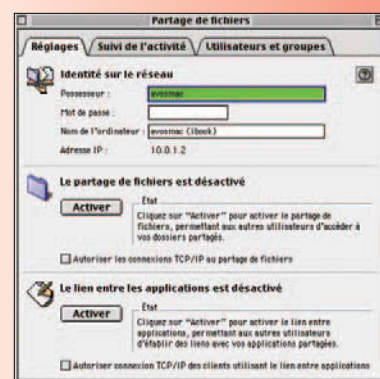 Partage de fichiers
Réglages Suivi de l'activité Utilisateurs et groupes
Identité sur le réseau
Possesseur : avosmac
Mot de passe :
Nom de l'ordinateur : avosmac (ibook)
Adresse IP : 10.0.1.2
Le partage de fichiers est désactivé
Activer
État
Cliquez sur "Activer" pour activer le partage de
fichiers, permettant aux autres utilisateurs d'accéder à
vos dossiers partagés.
Autoriser les connexions TCP/IP au partage de fichiers
Le lien entre les applications est désactivé
Activer
État
Cliquez sur "Activer" pour activer le lien entre
applications, permettant aux autres utilisateurs
d'établir des liens avec vos applications partagées.
Autoriser connexion TCP/IP des clients utilisant le lien entre applications